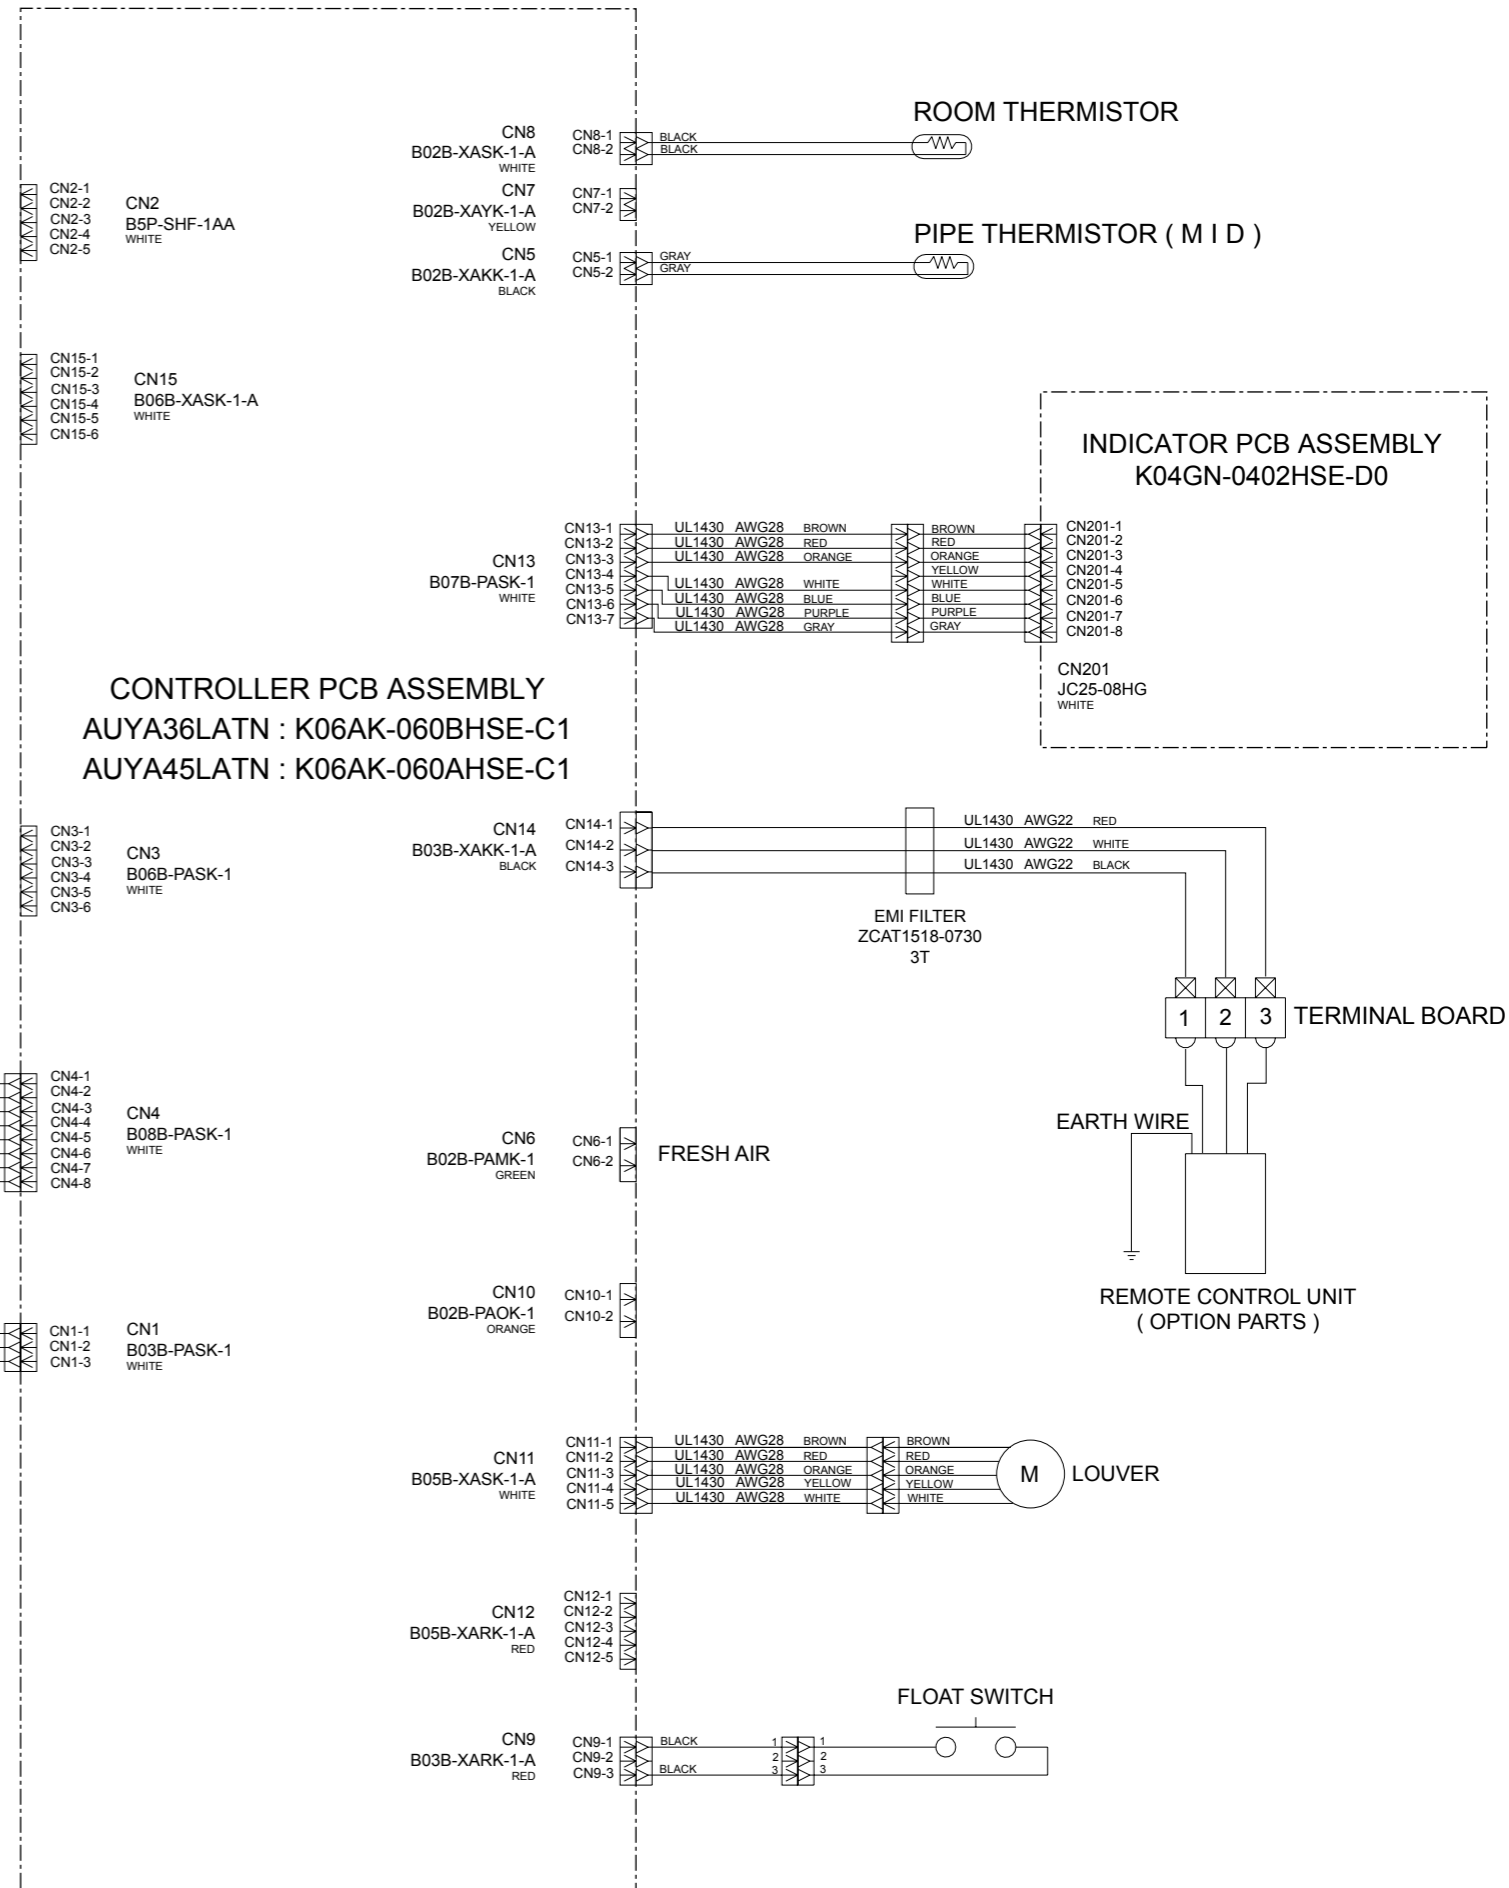 ROOM THERMISTOR
CN8
B02B-XASK-1-A
WHITE
CN8-1
CN8-2
BLACK
BLACK
CN7
B02B-XAYK-1-A
YELLOW
CN7-1
CN7-2
CN2-1
CN2-2
CN2-3
CN2-4
CN2-5
CN2
B5P-SHF-1AA
WHITE
PIPE THERMISTOR ( M I D )
CN5
B02B-XAKK-1-A
BLACK
CN5-1
CN5-2
GRAY
GRAY
CN15-1
CN15-2
CN15-3
CN15-4
CN15-5
CN15-6
CN15
B06B-XASK-1-A
WHITE
INDICATOR PCB ASSEMBLY
K04GN-0402HSE-D0
CN13
B07B-PASK-1
WHITE
CN13-1
CN13-2
CN13-3
CN13-4
CN13-5
CN13-6
CN13-7
UL1430 AWG28 BROWN
UL1430 AWG28 RED
UL1430 AWG28 ORANGE
UL1430 AWG28 WHITE
UL1430 AWG28 BLUE
UL1430 AWG28 PURPLE
UL1430 AWG28 GRAY
BROWN
RED
ORANGE
YELLOW
WHITE
BLUE
PURPLE
GRAY
CN201-1
CN201-2
CN201-3
CN201-4
CN201-5
CN201-6
CN201-7
CN201-8
CN201
JC25-08HG
WHITE
CONTROLLER PCB ASSEMBLY
AUYA36LATN : K06AK-060BHSE-C1
AUYA45LATN : K06AK-060AHSE-C1
CN3-1
CN3-2
CN3-3
CN3-4
CN3-5
CN3-6
CN3
B06B-PASK-1
WHITE
CN14
B03B-XAKK-1-A
BLACK
CN14-1
CN14-2
CN14-3
UL1430 AWG22 RED
UL1430 AWG22 WHITE
UL1430 AWG22 BLACK
EMI FILTER
ZCAT1518-0730
3T
1 2 3 TERMINAL BOARD
EARTH WIRE
REMOTE CONTROL UNIT
( OPTION PARTS )
CN4-1
CN4-2
CN4-3
CN4-4
CN4-5
CN4-6
CN4-7
CN4-8
CN4
B08B-PASK-1
WHITE
CN6
B02B-PAMK-1
GREEN
CN6-1
CN6-2
FRESH AIR
CN10
B02B-PAOK-1
ORANGE
CN10-1
CN10-2
CN1-1
CN1-2
CN1-3
CN1
B03B-PASK-1
WHITE
CN11
B05B-XASK-1-A
WHITE
CN11-1
CN11-2
CN11-3
CN11-4
CN11-5
UL1430 AWG28 BROWN
UL1430 AWG28 RED
UL1430 AWG28 ORANGE
UL1430 AWG28 YELLOW
UL1430 AWG28 WHITE
BROWN
RED
ORANGE
YELLOW
WHITE
M
LOUVER
CN12
B05B-XARK-1-A
RED
CN12-1
CN12-2
CN12-3
CN12-4
CN12-5
FLOAT SWITCH
CN9
B03B-XARK-1-A
RED
CN9-1
CN9-2
CN9-3
BLACK
BLACK
1
2
3
1
2
3